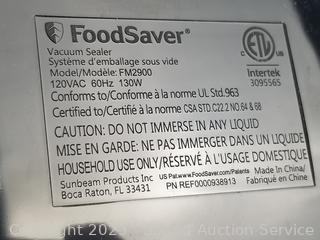 FoodSaver®
Vacuum Sealer
Système d'emballage sous vide
Model/Modèle: FM2900
120VAC 60Hz 130W
ETL
Intertek
3095565
Conforms to/Conforme à la norme UL Std.963
Certified to/Certifié à la norme CSA STD.C22.2 NO.64 & 68
CAUTION: DO NOT IMMERSE IN ANY LIQUID
MISE EN GARDE: NE PAS IMMERGER DANS UN LIQUIDE
HOUSEHOLD USE ONLY/RÉSERVÉ À L'USAGE DOMESTIQUE
Sunbeam Products Inc
Boca Raton, FL 33431
US Pat.www.FoodSaver.com/Patents
PN REF0000938913
Made In China/
Fabriqué en Chine